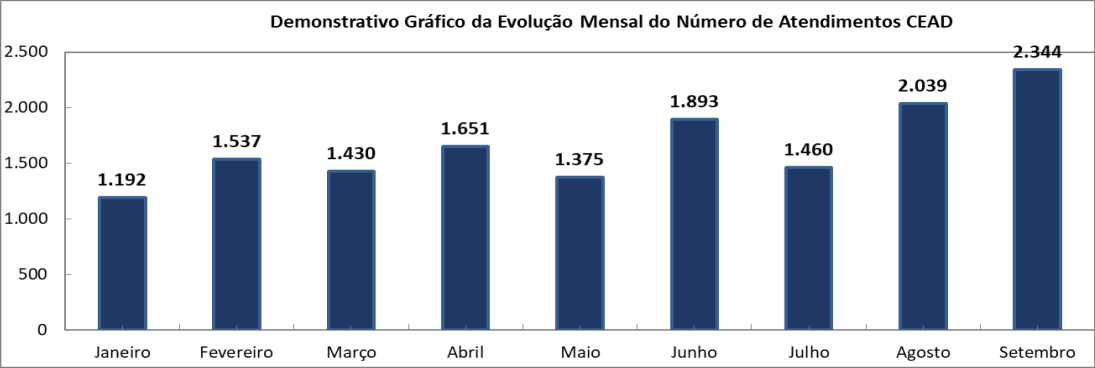 Demonstrativo Gráfico da Evolução Mensal do Número de Atendimentos CEAD
2.500
2.000
1.500
1.000
500
0
1.192
1.537
1.430
1.651
1.375
1.893
1.460
2.039
2.344
Janeiro
Fevereiro
Março
Abril
Maio
Junho
Julho
Agosto
Setembro